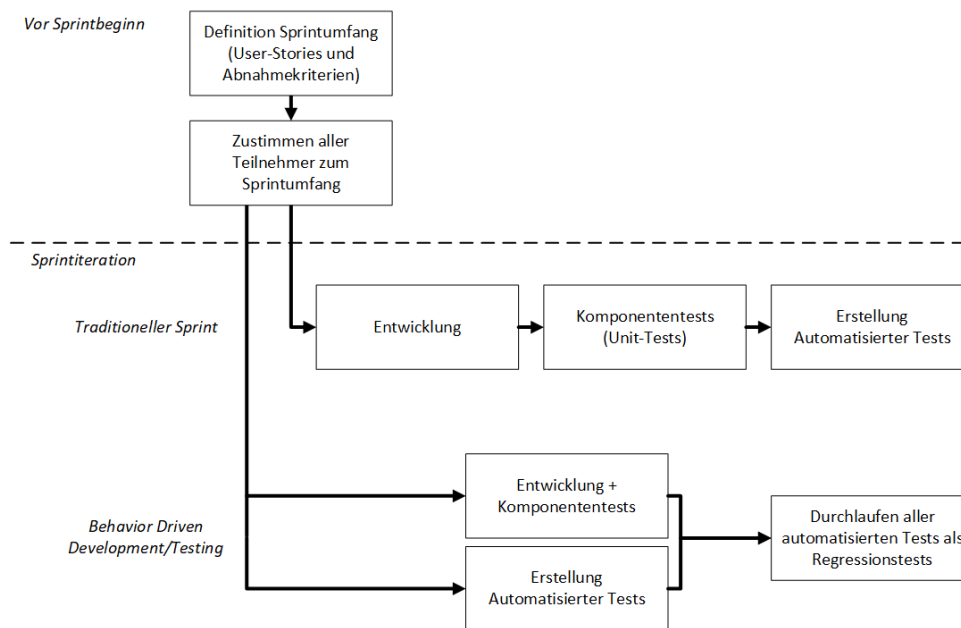 Vor Sprintbeginn
Definition Sprintumfang
(User-Stories und
Abnahmekriterien)
Zustimmen aller
Teilnehmer zum
Sprintumfang
Sprintiteration
Traditioneller Sprint
Entwicklung
Komponententests
(Unit-Tests)
Erstellung
Automatisierter Tests
Behavior Driven
Development/Testing
Entwicklung +
Komponententests
Erstellung
Automatisierter Tests
Durchlaufen aller
automatisierten Tests als
Regressionstests